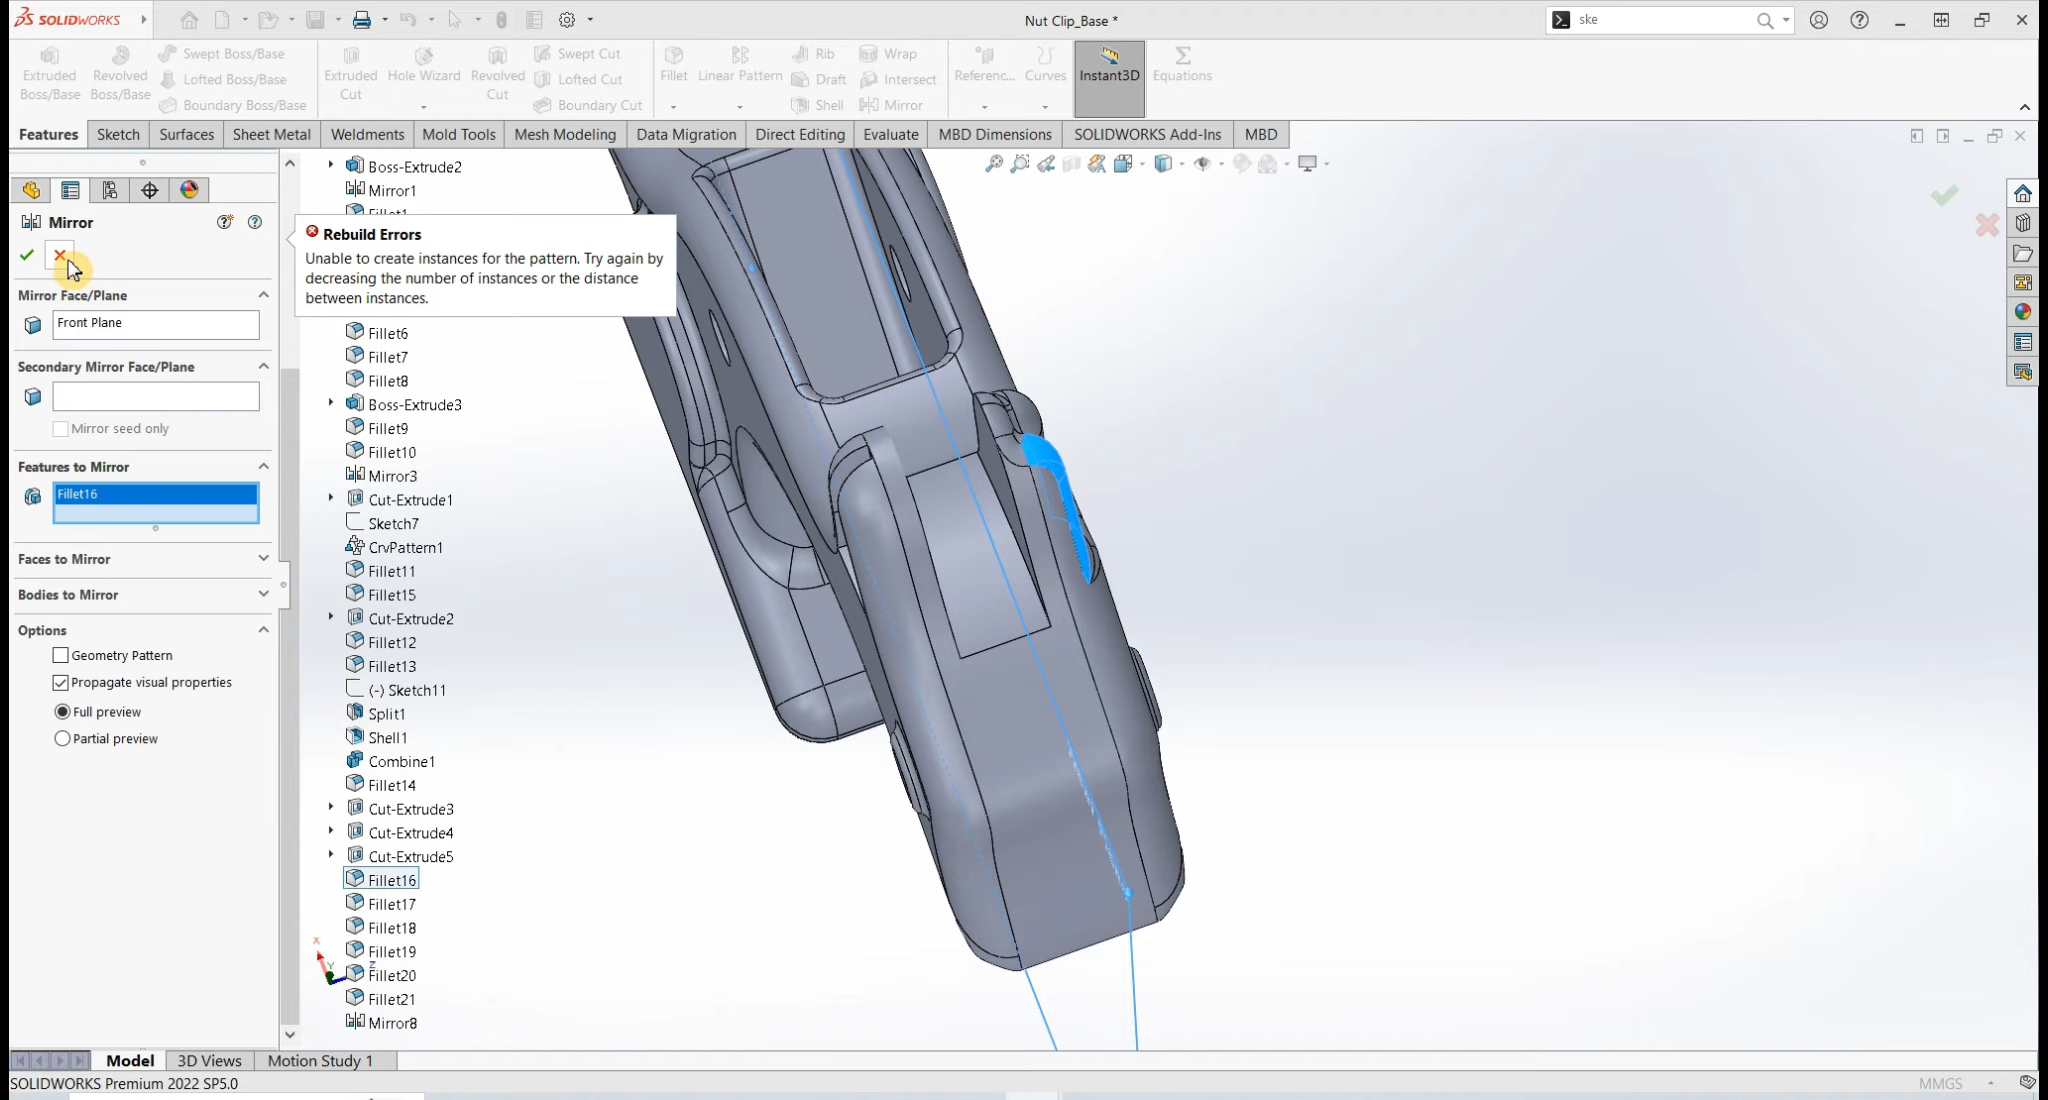 SOLIDWORKS
Nut Clip_Base *
ske
Extruded Boss/Base
Revolved Boss/Base
Swept Boss/Base
Lofted Boss/Base
Boundary Boss/Base
Extruded Cut
Hole Wizard
Revolved Cut
Swept Cut
Lofted Cut
Boundary Cut
Fillet
Linear Pattern
Rib
Draft
Shell
Wrap
Intersect
Mirror
Referenc...
Curves
Instant3D
Equations
Features
Sketch
Surfaces
Sheet Metal
Weldments
Mold Tools
Mesh Modeling
Data Migration
Direct Editing
Evaluate
MBD Dimensions
SOLIDWORKS Add-Ins
MBD
Mirror
Mirror Face/Plane
Front Plane
Secondary Mirror Face/Plane
Mirror seed only
Features to Mirror
Fillet16
Faces to Mirror
Bodies to Mirror
Options
Geometry Pattern
Propagate visual properties
Full preview
Partial preview
Boss-Extrude2
Mirror1
Rebuild Errors
Unable to create instances for the pattern. Try again by
decreasing the number of instances or the distance
between instances.
Fillet6
Fillet7
Fillet8
Boss-Extrude3
Fillet9
Fillet10
Mirror3
Cut-Extrude1
Sketch7
CrvPattern1
Fillet11
Fillet15
Cut-Extrude2
Fillet12
Fillet13
(-) Sketch11
Split1
Shell1
Combine1
Fillet14
Cut-Extrude3
Cut-Extrude4
Cut-Extrude5
Fillet16
Fillet17
Fillet18
Fillet19
Fillet20
Fillet21
Mirror8
X
Y
Z
Model
3D Views
Motion Study 1
SOLIDWORKS Premium 2022 SP5.0
MMGS